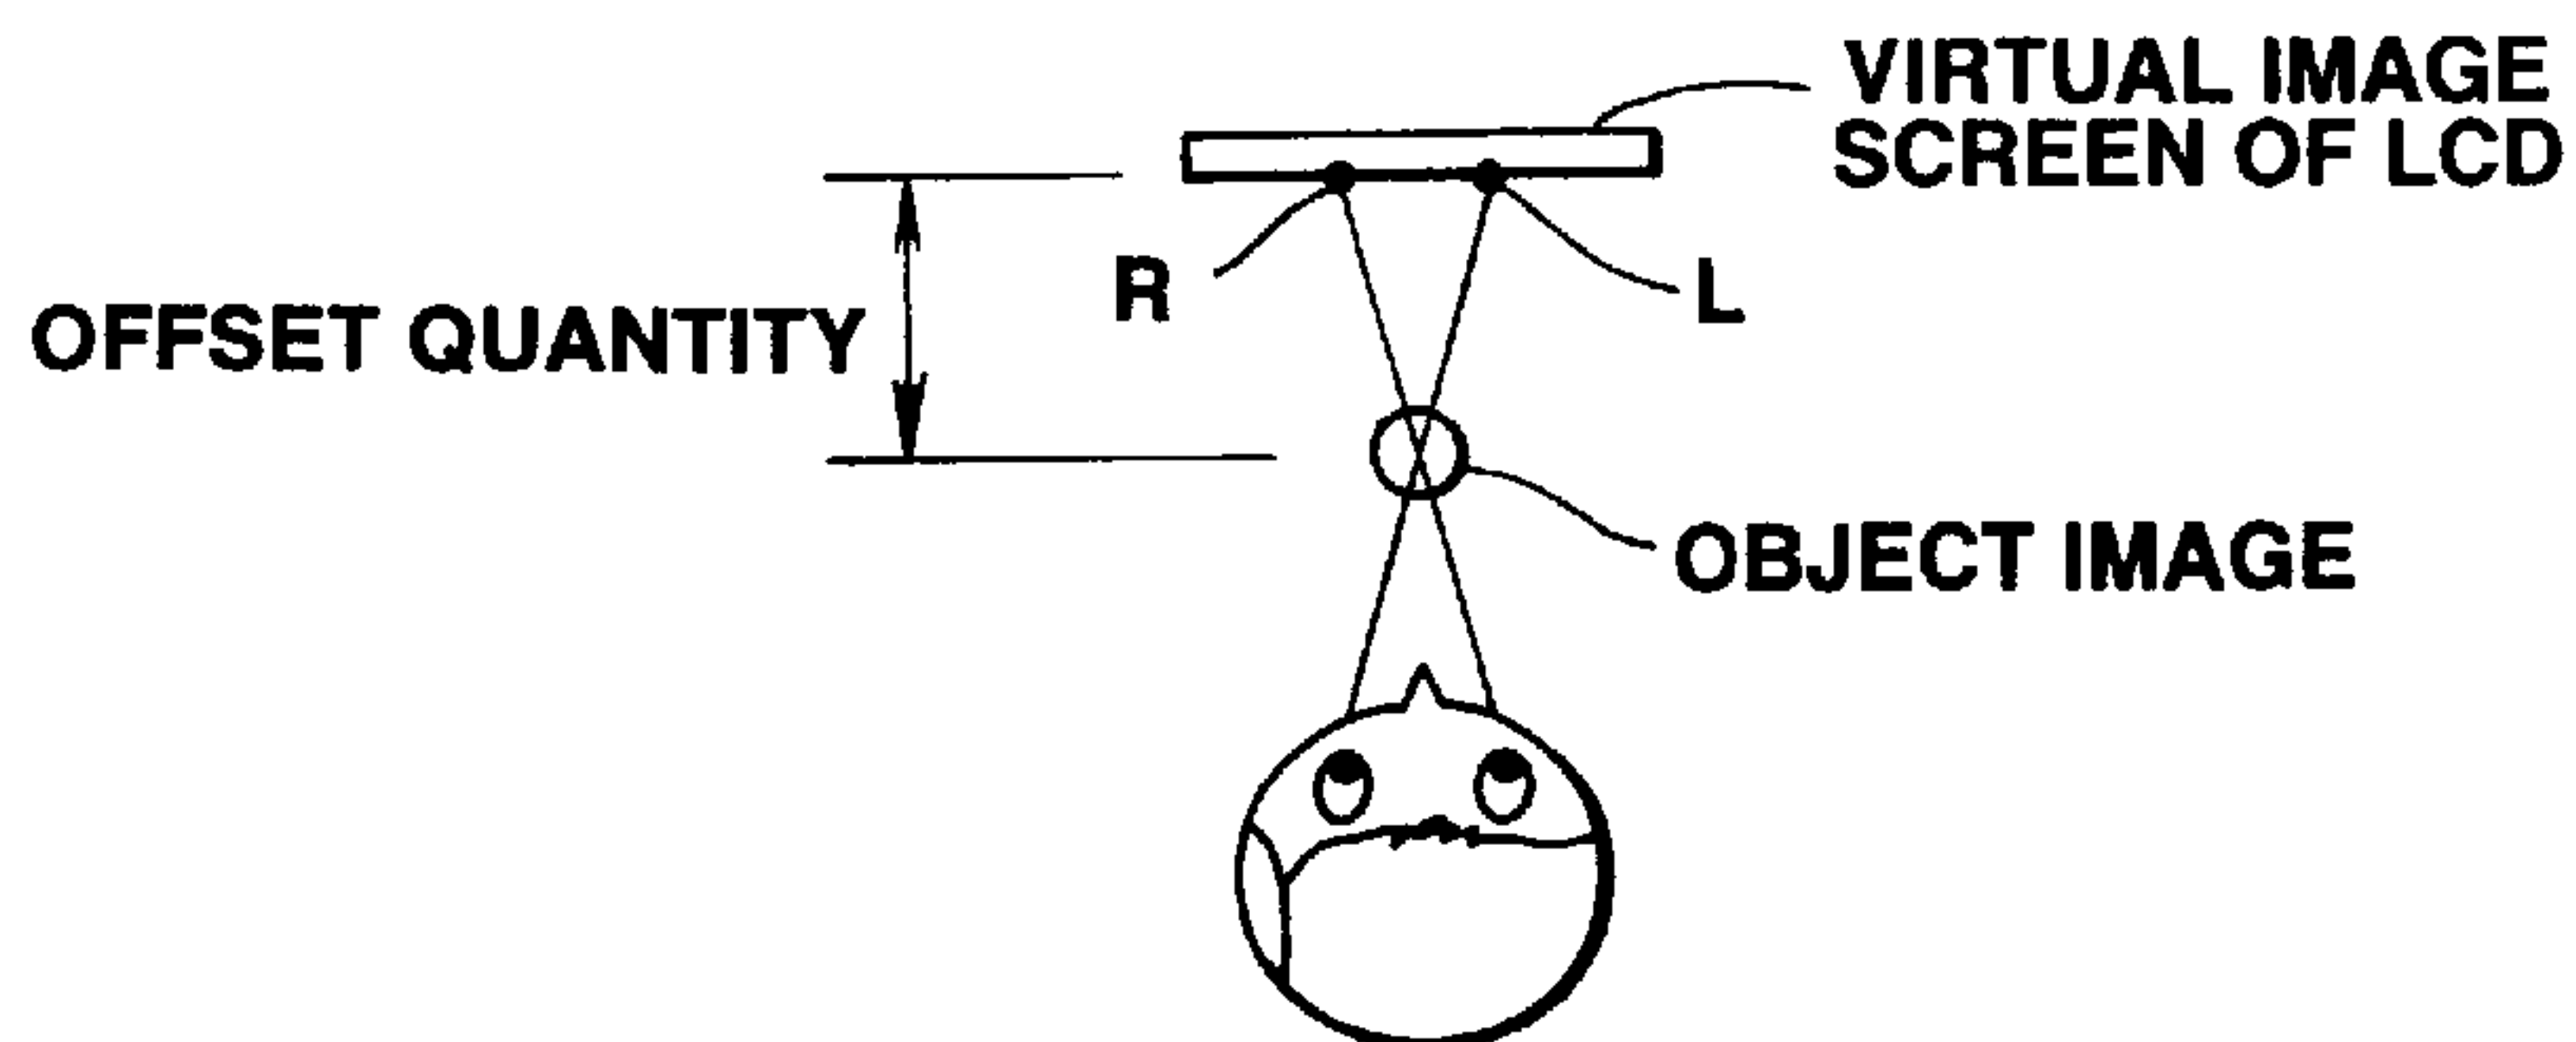 VIRTUAL IMAGE
SCREEN OF LCD
R
L
OFFSET QUANTITY
OBJECT IMAGE